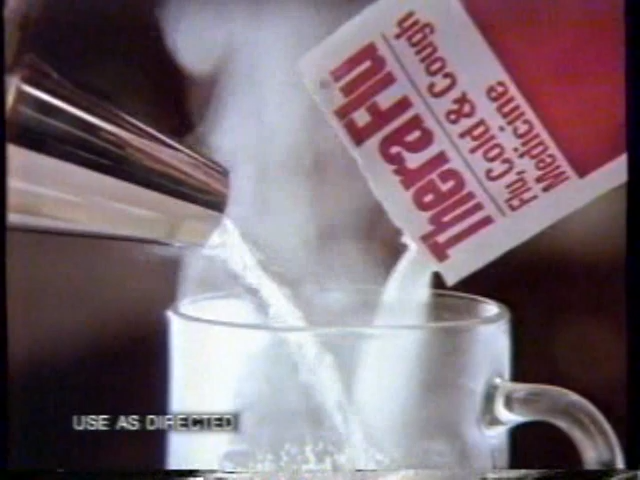 TheraFlu
Flu, Cold & Cough
Medicine
USE AS DIRECTED